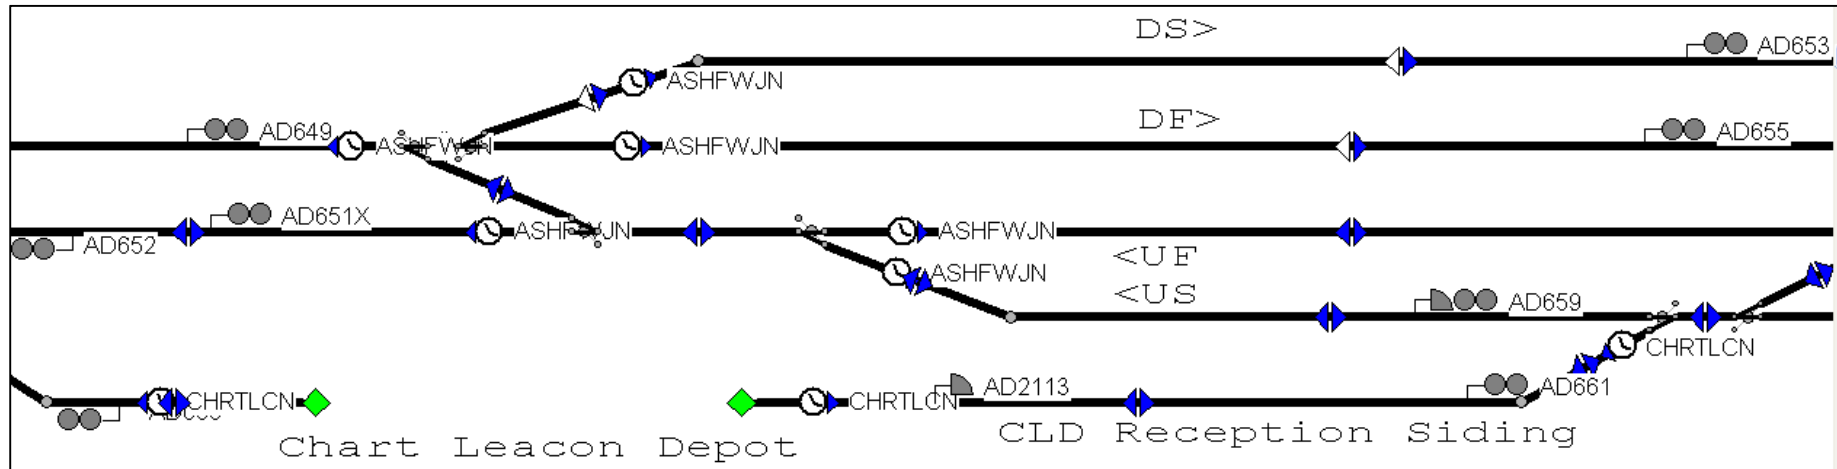 DS>
AD653
ASHFWJN
DF>
AD649
ASHFWJN
ASHFWJN
AD655
AD651X
ASHFWJN
ASHFWJN
AD652
<UF
ASHFWJN
<US
AD659
CHRTLCN
CHRTLCN
CHRTLCN
AD2113
AD661
Chart Leacon Depot
CLD Reception Siding